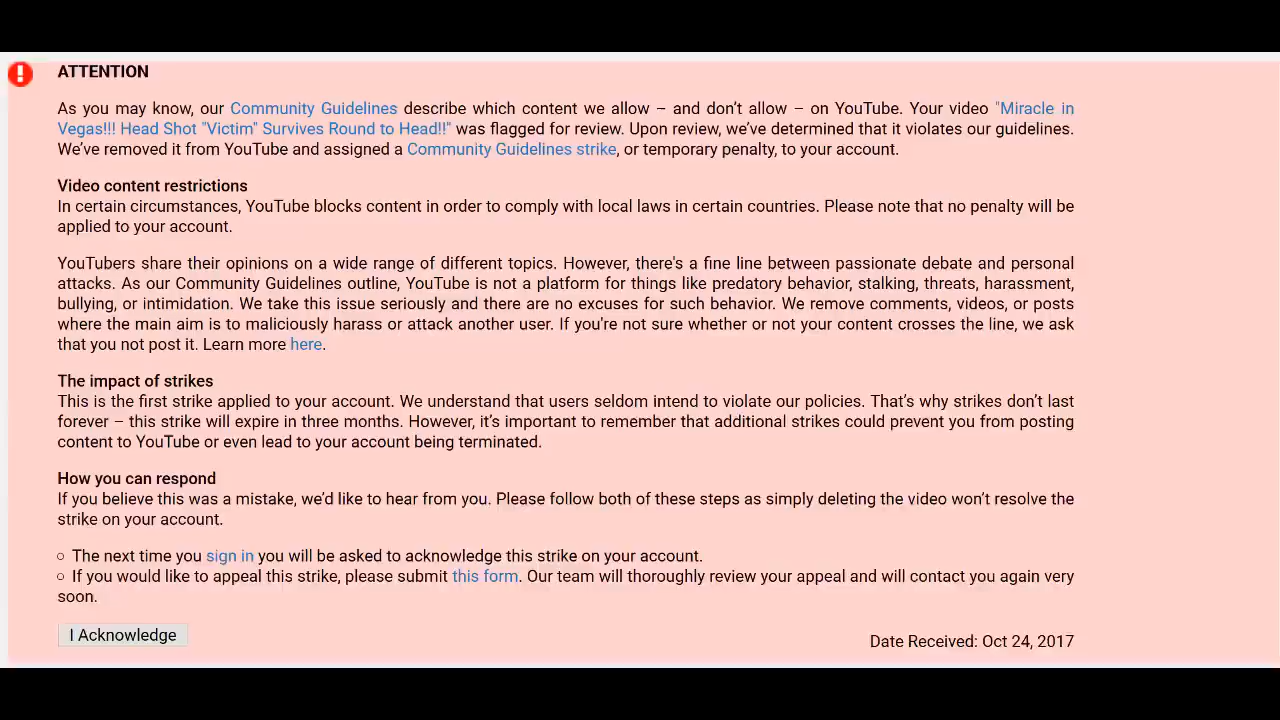 ATTENTION
As you may know, our Community Guidelines describe which content we allow – and don’t allow – on YouTube. Your video "Miracle in
Vegas!!! Head Shot "Victim" Survives Round to Head!!" was flagged for review. Upon review, we’ve determined that it violates our guidelines.
We’ve removed it from YouTube and assigned a Community Guidelines strike, or temporary penalty, to your account.
Video content restrictions
In certain circumstances, YouTube blocks content in order to comply with local laws in certain countries. Please note that no penalty will be
applied to your account.
YouTubers share their opinions on a wide range of different topics. However, there's a fine line between passionate debate and personal
attacks. As our Community Guidelines outline, YouTube is not a platform for things like predatory behavior, stalking, threats, harassment,
bullying, or intimidation. We take this issue seriously and there are no excuses for such behavior. We remove comments, videos, or posts
where the main aim is to maliciously harass or attack another user. If you're not sure whether or not your content crosses the line, we ask
that you not post it. Learn more here.
The impact of strikes
This is the first strike applied to your account. We understand that users seldom intend to violate our policies. That’s why strikes don’t last
forever – this strike will expire in three months. However, it’s important to remember that additional strikes could prevent you from posting
content to YouTube or even lead to your account being terminated.
How you can respond
If you believe this was a mistake, we’d like to hear from you. Please follow both of these steps as simply deleting the video won’t resolve the
strike on your account.
○ The next time you sign in you will be asked to acknowledge this strike on your account.
○ If you would like to appeal this strike, please submit this form. Our team will thoroughly review your appeal and will contact you again very
soon.
I Acknowledge
Date Received: Oct 24, 2017